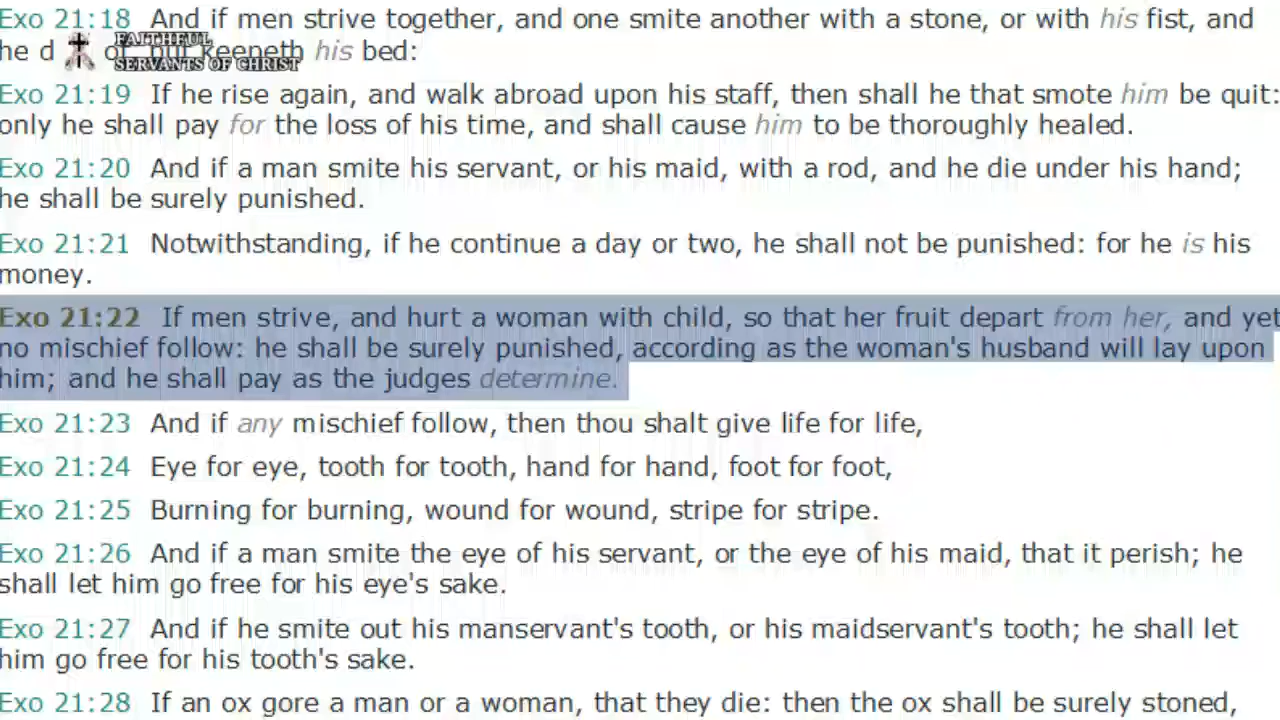 Exo 21:18 And if men strive together, and one smite another with a stone, or with his fist, and
he d of but keepeth his bed:
FAITHFUL
SERVANTS OF CHRIST
Exo 21:19 If he rise again, and walk abroad upon his staff, then shall he that smote him be quit:
only he shall pay for the loss of his time, and shall cause him to be thoroughly healed.
Exo 21:20 And if a man smite his servant, or his maid, with a rod, and he die under his hand;
he shall be surely punished.
Exo 21:21 Notwithstanding, if he continue a day or two, he shall not be punished: for he is his
money.
Exo 21:22 If men strive, and hurt a woman with child, so that her fruit depart from her, and yet
no mischief follow: he shall be surely punished, according as the woman's husband will lay upon
him; and he shall pay as the judges determine.
Exo 21:23 And if any mischief follow, then thou shalt give life for life,
Exo 21:24 Eye for eye, tooth for tooth, hand for hand, foot for foot,
Exo 21:25 Burning for burning, wound for wound, stripe for stripe.
Exo 21:26 And if a man smite the eye of his servant, or the eye of his maid, that it perish; he
shall let him go free for his eye's sake.
Exo 21:27 And if he smite out his manservant's tooth, or his maidservant's tooth; he shall let
him go free for his tooth's sake.
Exo 21:28 If an ox gore a man or a woman, that they die: then the ox shall be surely stoned,